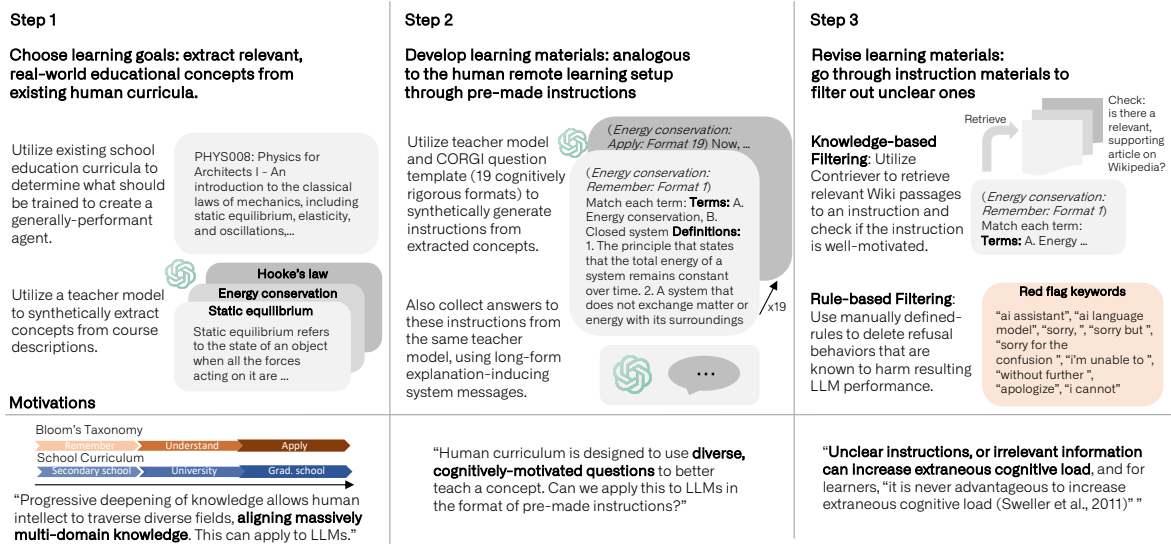 Step 1
Choose learning goals: extract relevant,
real-world educational concepts from
existing human curricula.
Utilize existing school
education curricula to
determine what should
be trained to create a
generally-performant
agent.
PHYS008: Physics for
Architects I - An
introduction to the classical
laws of mechanics, including
static equilibrium, elasticity,
and oscillations,...
Utilize a teacher model
to synthetically extract
concepts from course
descriptions.
Hooke's law
Energy conservation
Static equilibrium
Static equilibrium refers
to the state of an object
when all the forces
acting on it are ...
Step 2
Develop learning materials: analogous
to the human remote learning setup
through pre-made instructions
Utilize teacher model
and CORGI question
template (19 cognitively
rigorous formats) to
synthetically generate
instructions from
extracted concepts.
(Energy conservation:
Apply: Format 19) Now, ...
(Energy conservation:
Remember: Format 1)
Match each term: Terms: A.
Energy conservation, B.
Closed system Definitions:
1. The principle that states
that the total energy of a
system remains constant
over time. 2. A system that
does not exchange matter or
energy with its surroundings
x19
Also collect answers to
these instructions from
the same teacher
model, using long-form
explanation-inducing
system messages.
...
Step 3
Revise learning materials:
go through instruction materials to
filter out unclear ones
Knowledge-based
Filtering: Utilize
Contriever to retrieve
relevant Wiki passages
to an instruction and
check if the instruction
is well-motivated.
Retrieve
Check:
is there a
relevant,
supporting
article on
Wikipedia?
(Energy conservation:
Remember: Format 1)
Match each term:
Terms: A. Energy ...
Rule-based Filtering:
Use manually defined-
rules to delete refusal
behaviors that are
known to harm resulting
LLM performance.
Red flag keywords
"ai assistant", "ai language
model", "sorry, ", "sorry but ",
"sorry for the
confusion ", "i'm unable to ",
"without further ",
"apologize", "i cannot"
Motivations
Bloom's Taxonomy
Remember
Understand
Apply
School Curriculum
Secondary school
University
Grad. school
"Progressive deepening of knowledge allows human
intellect to traverse diverse fields, aligning massively
multi-domain knowledge. This can apply to LLMs."
"Human curriculum is designed to use diverse,
cognitively-motivated questions to better
teach a concept. Can we apply this to LLMs in
the format of pre-made instructions?"
"Unclear instructions, or irrelevant information
can increase extraneous cognitive load, and for
learners, "it is never advantageous to increase
extraneous cognitive load (Sweller et al., 2011)" "